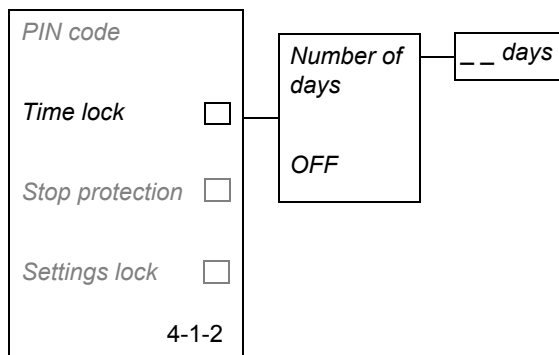 PIN code
Time lock
Stop protection
Settings lock
4-1-2
Number of
days
OFF
_ _ days